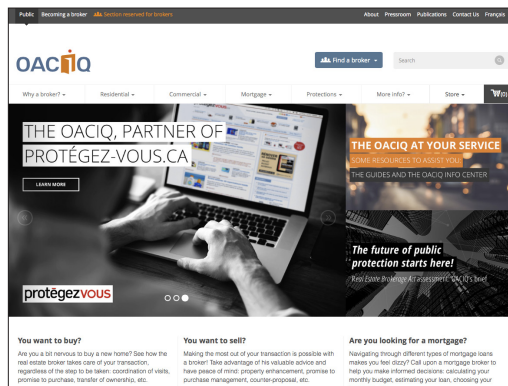 Public Becoming a broker Section reserved for brokers About Pressroom Publications Contact Us Français
OACIQ
Find a broker Search
Why a broker? Residential Commercial Mortgage Protections More info? Store (0)
THE OACIQ, PARTNER OF
PROTÉGEZ-VOUS.CA
LEARN MORE
protégezvous
THE OACIQ AT YOUR SERVICE
SOME RESOURCES TO ASSIST YOU:
THE GUIDES AND THE OACIQ INFO CENTER
The future of public
protection starts here!
Real Estate Brokerage Act assessment: OACIQ's brief
You want to buy?
Are you a bit nervous to buy a new home? See how the
real estate broker takes care of your transaction,
regardless of the step to be taken: coordination of visits,
promise to purchase, transfer of ownership, etc.
You want to sell?
Making the most out of your transaction is possible with
a broker! Take advantage of his valuable advice and
have peace of mind: property enhancement, promise to
purchase management, counter-proposal, etc.
Are you looking for a mortgage?
Navigating through different types of mortgage loans
makes you feel dizzy? Call upon a mortgage broker to
help you make informed decisions: calculating your
monthly budget, estimating your loan, choosing your